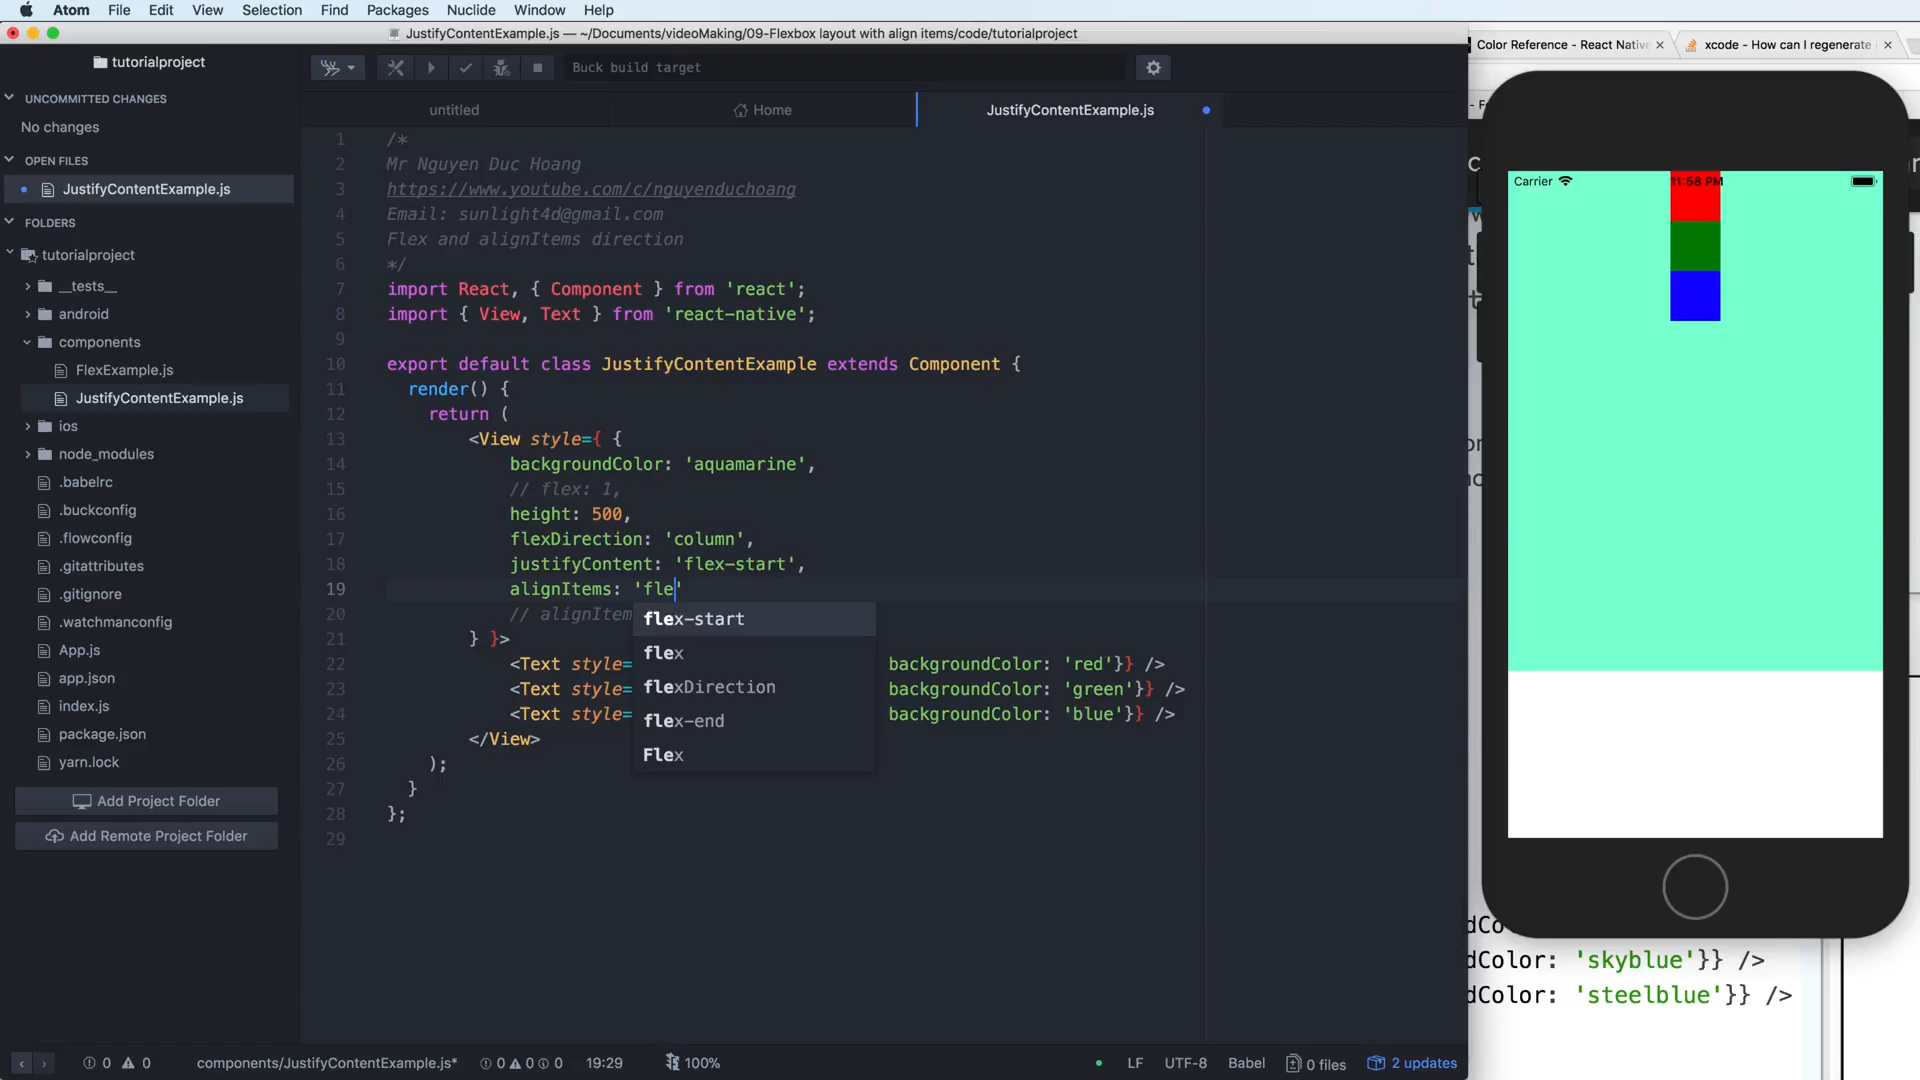 Atom File Edit View Selection Find Packages Nuclide Window Help
JustifyContentExample.js — ~/Documents/videoMaking/09-Flexbox layout with align items/code/tutorialproject
Color Reference - React Nativ
xcode - How can I regenerate
tutorialproject
Buck build target
UNCOMMITTED CHANGES
No changes
OPEN FILES
JustifyContentExample.js
FOLDERS
tutorialproject
__tests__
android
components
FlexExample.js
JustifyContentExample.js
ios
node_modules
.babelrc
.buckconfig
.flowconfig
.gitattributes
.gitignore
.watchmanconfig
App.js
app.json
index.js
package.json
yarn.lock
Add Project Folder
Add Remote Project Folder
untitled
Home
JustifyContentExample.js
1 /*
2 Mr Nguyen Duc Hoang
3 https://www.youtube.com/c/nguyenduchoang
4 Email: sunlight4d@gmail.com
5 Flex and alignItems direction
6 */
7 import React, { Component } from 'react';
8 import { View, Text } from 'react-native';
9
10 export default class JustifyContentExample extends Component {
11 render() {
12 return (
13 <View style={ {
14 backgroundColor: 'aquamarine',
15 // flex: 1,
16 height: 500,
17 flexDirection: 'column',
18 justifyContent: 'flex-start',
19 alignItems: 'fle'
20 // alignItem
21 } }>
22 <Text style= backgroundColor: 'red'}} />
23 <Text style= backgroundColor: 'green'}} />
24 <Text style= backgroundColor: 'blue'}} />
25 </View>
26 );
27 }
28 };
29
flex-start
flex
flexDirection
flex-end
Flex
Carrier
11:58 PM
dCo
dColor: 'skyblue'}} />
dColor: 'steelblue'}} />
0 0
components/JustifyContentExample.js*
0 0 0
19:29
100%
LF
UTF-8
Babel
0 files
2 updates